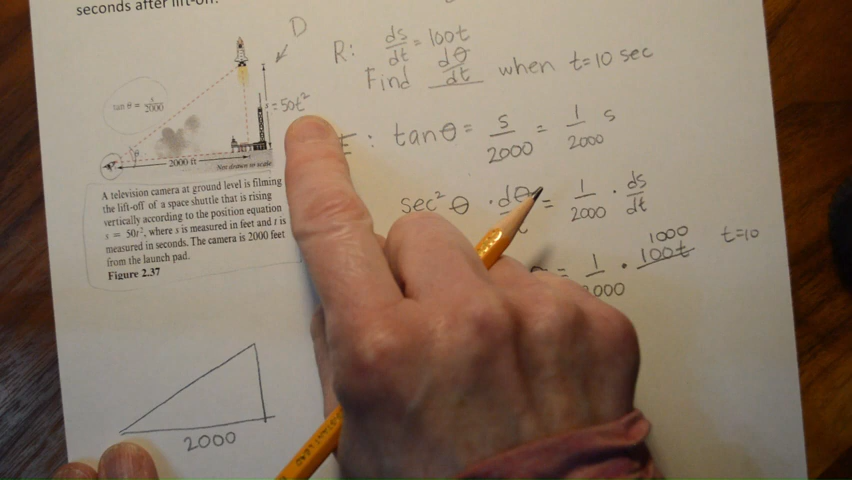 seconds after lift-off.
D
R: ds/dt = 100t
Find dθ/dt when t=10 sec
tan θ = s/2000
= 50t²
2000 ft
Not drawn to scale
E: tanθ = s/2000 = 1/2000 s
sec² θ · dθ/t = 1/2000 · ds/dt
θ = 1/2000 · 100t 1000 t=10
A television camera at ground level is filming
the lift-off of a space shuttle that is rising
vertically according to the position equation
s = 50t², where s is measured in feet and t is
measured in seconds. The camera is 2000 feet
from the launch pad.
Figure 2.37
2000